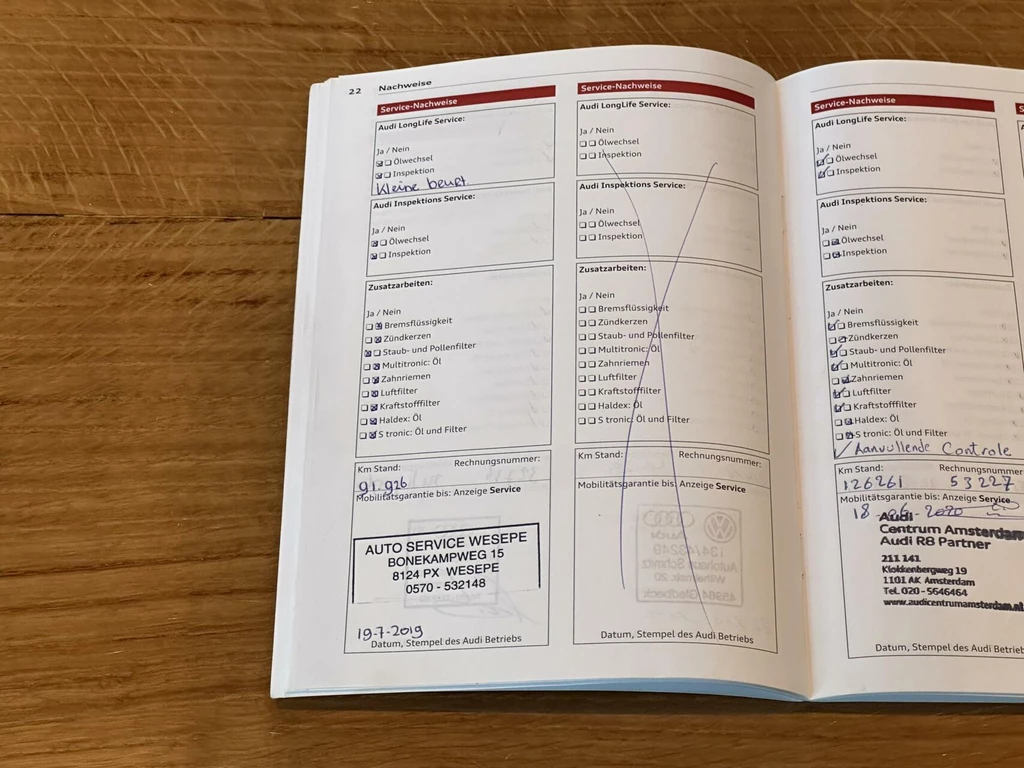 22 Nachweise
Service-Nachweise
Audi LongLife Service:
Ja / Nein
Ölwechsel
Inspektion
Kleine beurt.
Audi Inspektions Service:
Ja / Nein
Ölwechsel
Inspektion
Zusatzarbeiten:
Ja / Nein
Bremsflüssigkeit
Zündkerzen
Staub- und Pollenfilter
Multitronic: Öl
Zahnriemen
Luftfilter
Kraftstofffilter
Haldex: Öl
S tronic: Öl und Filter
Km Stand: Rechnungsnummer:
91.926
Mobilitätsgarantie bis: Anzeige Service
AUTO SERVICE WESEPE
BONEKAMPWEG 15
8124 PX WESEPE
0570 - 532148
19-7-2019
Datum, Stempel des Audi Betriebs
Service-Nachweise
Audi LongLife Service:
Ja / Nein
Ölwechsel
Inspektion
Audi Inspektions Service:
Ja / Nein
Ölwechsel
Inspektion
Zusatzarbeiten:
Ja / Nein
Bremsflüssigkeit
Zündkerzen
Staub- und Pollenfilter
Multitronic: Öl
Zahnriemen
Luftfilter
Kraftstofffilter
Haldex: Öl
S tronic: Öl und Filter
Km Stand: Rechnungsnummer:
Mobilitätsgarantie bis: Anzeige Service
Datum, Stempel des Audi Betriebs
Service-Nachweise
Audi LongLife Service:
Ja / Nein
Ölwechsel
Inspektion
Audi Inspektions Service:
Ja / Nein
Ölwechsel
Inspektion
Zusatzarbeiten:
Ja / Nein
Bremsflüssigkeit
Zündkerzen
Staub- und Pollenfilter
Multitronic: Öl
Zahnriemen
Luftfilter
Kraftstofffilter
Haldex: Öl
S tronic: Öl und Filter
Aanvullende Controle
Km Stand: Rechnungsnummer
126261 53227
Mobilitätsgarantie bis: Anzeige Service
18-06-2020
Audi
Centrum Amsterdam
Audi R8 Partner
211 141
Klokkenbergweg 19
1101 AK Amsterdam
Tel. 020 - 5646464
www.audicentrumamsterdam.nl
Datum, Stempel des Audi Betrieb